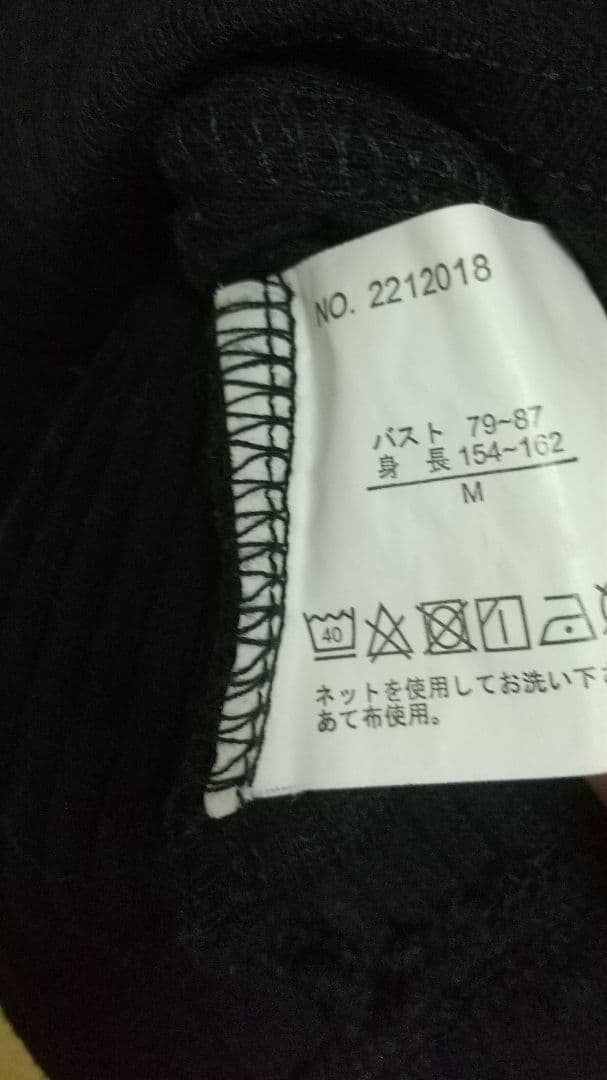 NO. 2212018
バスト 79~87
身 長 154~162
M
40
ネットを使用してお洗い下
あて布使用。